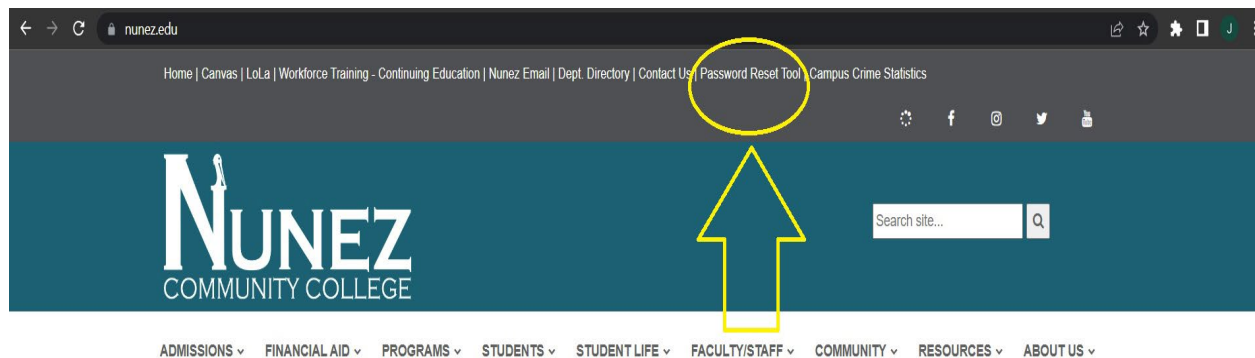 nunez.edu
J
Home | Canvas | LoLa | Workforce Training - Continuing Education | Nunez Email | Dept. Directory | Contact Us | Password Reset Tool | Campus Crime Statistics
NUNEZ
COMMUNITY COLLEGE
Search site...
ADMISSIONS FINANCIAL AID PROGRAMS STUDENTS STUDENT LIFE FACULTY/STAFF COMMUNITY RESOURCES ABOUT US